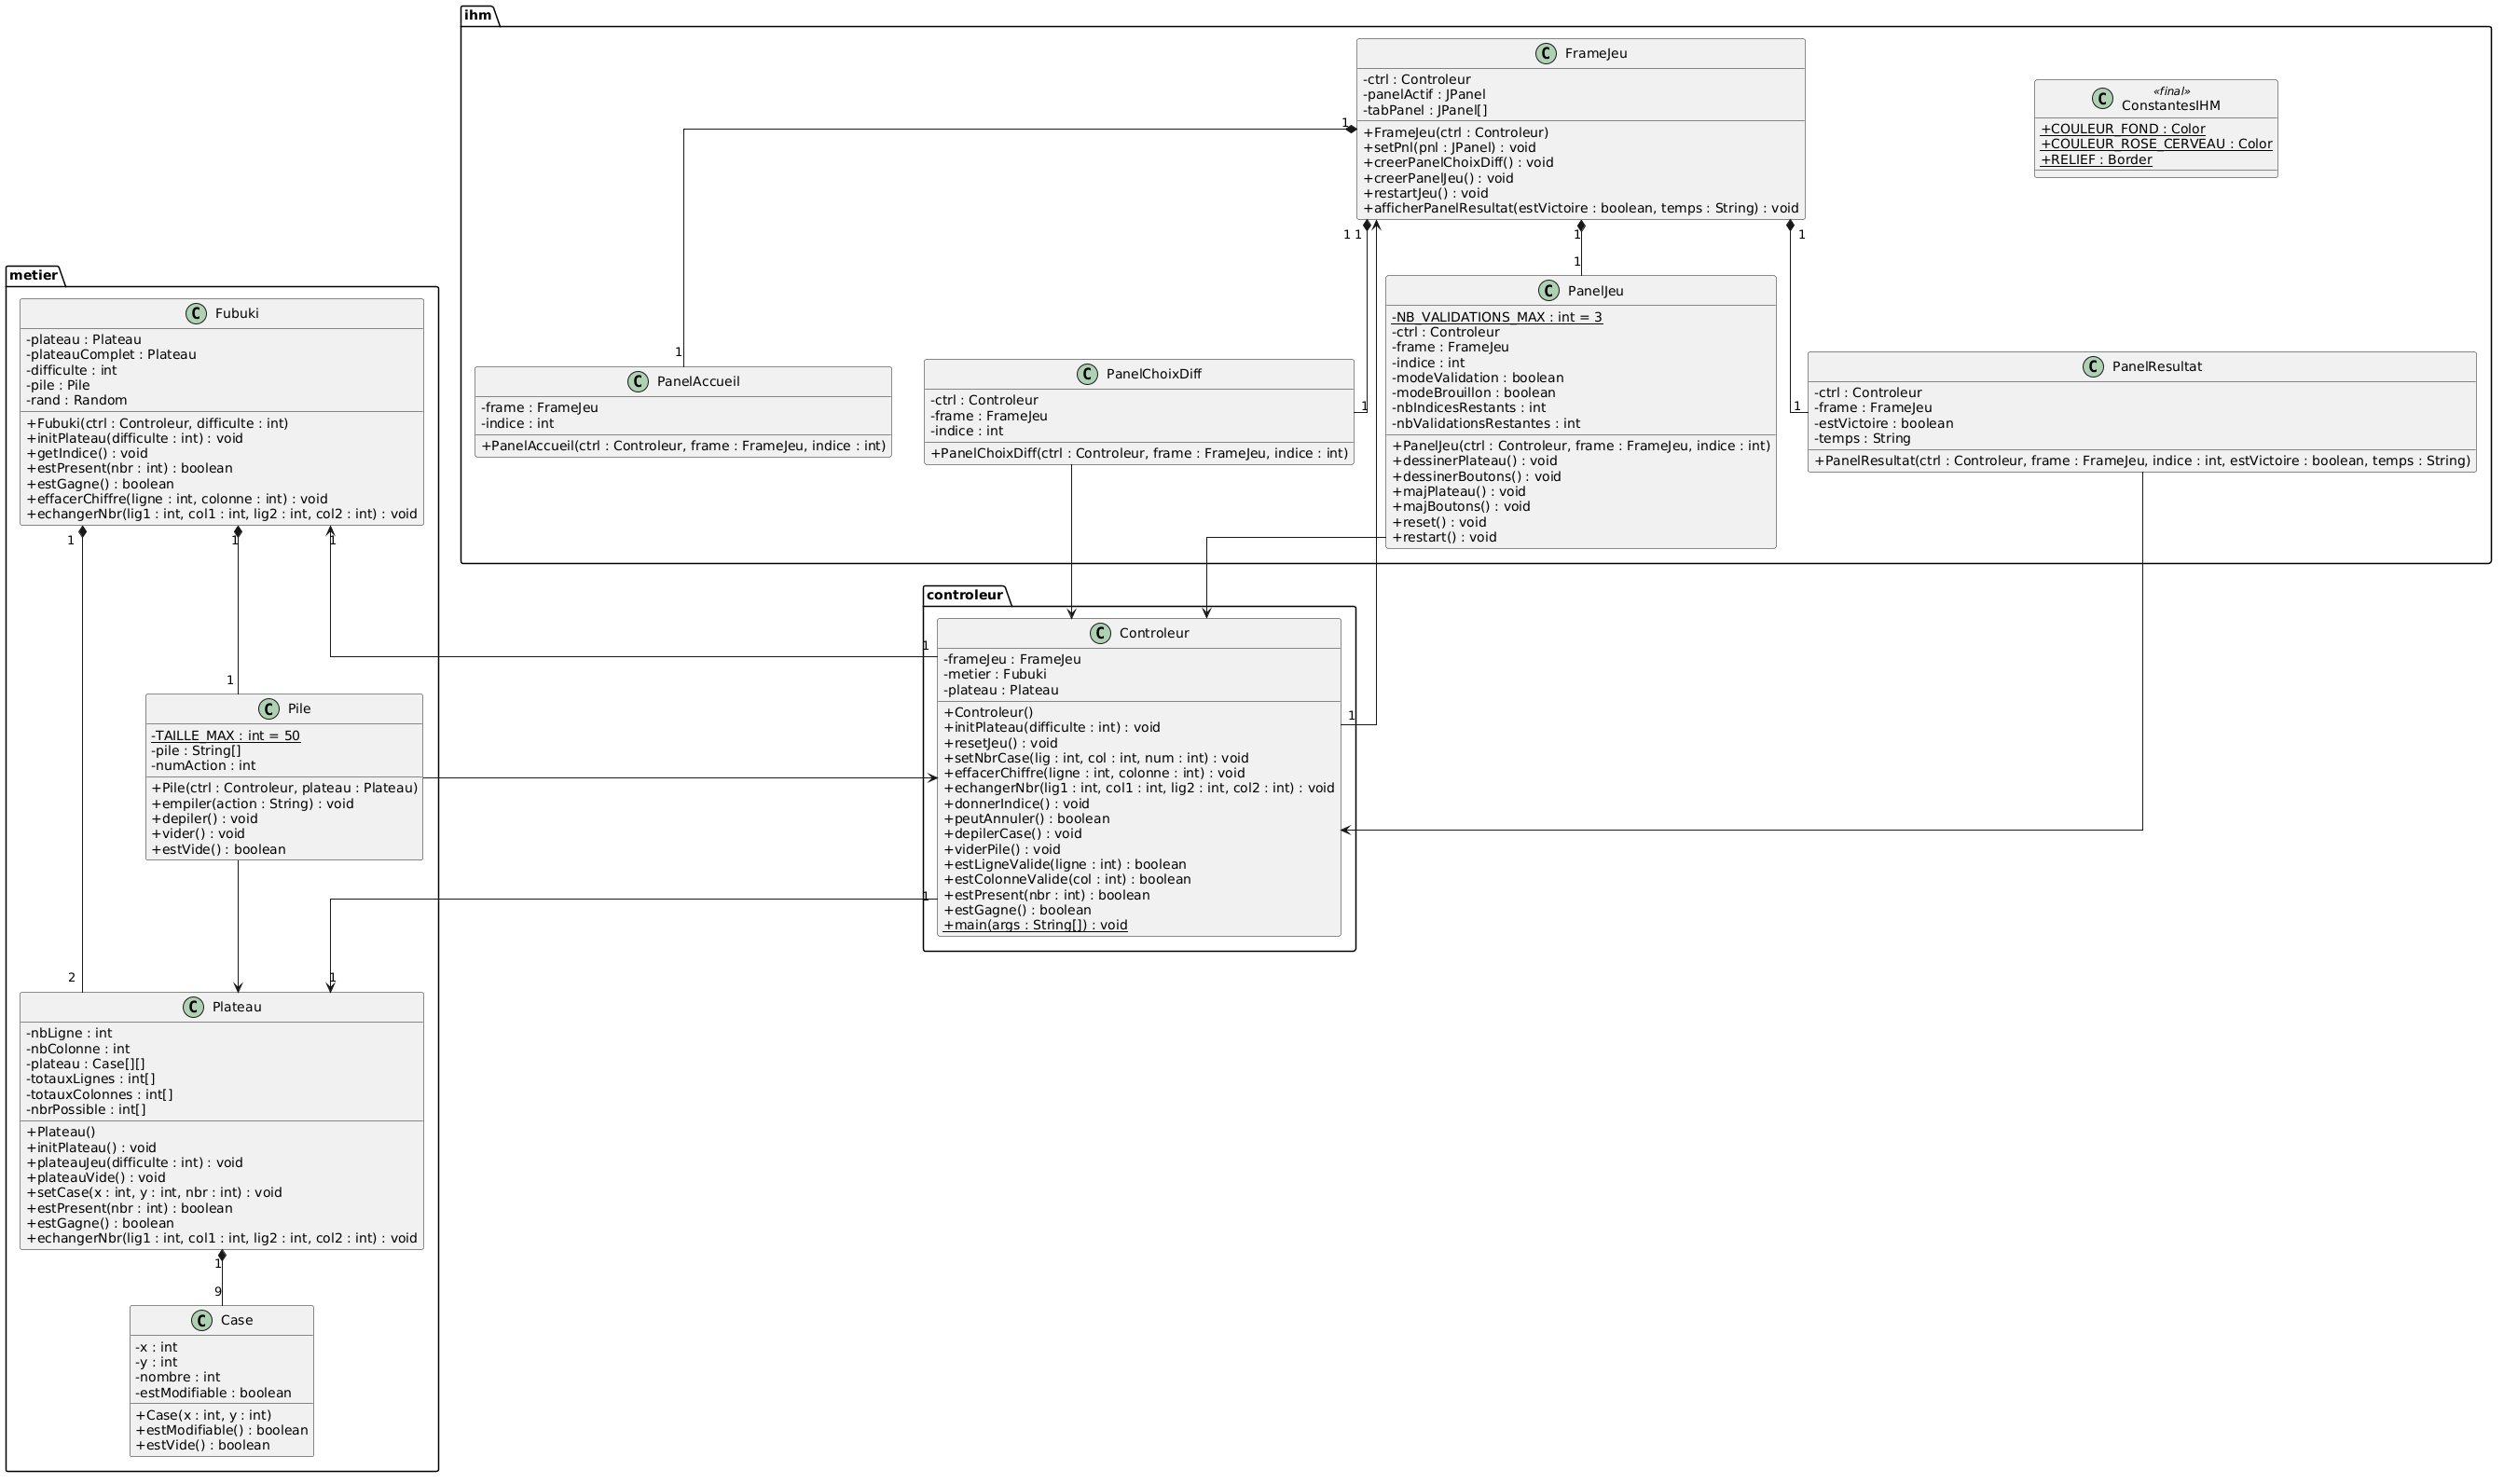 ihm
FrameJeu
-ctrl : Controleur
-panelActif : JPanel
-tabPanel : JPanel[]
+FrameJeu(ctrl : Controleur)
+setPnl(pnl : JPanel) : void
+creerPanelChoixDiff() : void
+creerPanelJeu() : void
+restartJeu() : void
+afficherPanelResultat(estVictoire : boolean, temps : String) : void
«final»
ConstantesIHM
+COULEUR_FOND : Color
+COULEUR_ROSE_CERVEAU : Color
+RELIEF : Border
1
1
1
1
1
1
1
1
1
PanelAccueil
-frame : FrameJeu
-indice : int
+PanelAccueil(ctrl : Controleur, frame : FrameJeu, indice : int)
PanelChoixDiff
-ctrl : Controleur
-frame : FrameJeu
-indice : int
+PanelChoixDiff(ctrl : Controleur, frame : FrameJeu, indice : int)
PanelJeu
-NB_VALIDATIONS_MAX : int = 3
-ctrl : Controleur
-frame : FrameJeu
-indice : int
-modeValidation : boolean
-modeBrouillon : boolean
-nbIndicesRestants : int
-nbValidationsRestantes : int
+PanelJeu(ctrl : Controleur, frame : FrameJeu, indice : int)
+dessinerPlateau() : void
+dessinerBoutons() : void
+majPlateau() : void
+majBoutons() : void
+reset() : void
+restart() : void
PanelResultat
-ctrl : Controleur
-frame : FrameJeu
-estVictoire : boolean
-temps : String
+PanelResultat(ctrl : Controleur, frame : FrameJeu, indice : int, estVictoire : boolean, temps : String)
metier
Fubuki
-plateau : Plateau
-plateauComplet : Plateau
-difficulte : int
-pile : Pile
-rand : Random
+Fubuki(ctrl : Controleur, difficulte : int)
+initPlateau(difficulte : int) : void
+getIndice() : void
+estPresent(nbr : int) : boolean
+estGagne() : boolean
+effacerChiffre(ligne : int, colonne : int) : void
+echangerNbr(lig1 : int, col1 : int, lig2 : int, col2 : int) : void
1
1
1
1
2
1
Pile
-TAILLE_MAX : int = 50
-pile : String[]
-numAction : int
+Pile(ctrl : Controleur, plateau : Plateau)
+empiler(action : String) : void
+depiler() : void
+vider() : void
+estVide() : boolean
controleur
Controleur
-frameJeu : FrameJeu
-metier : Fubuki
-plateau : Plateau
+Controleur()
+initPlateau(difficulte : int) : void
+resetJeu() : void
+setNbrCase(lig : int, col : int, num : int) : void
+effacerChiffre(ligne : int, colonne : int) : void
+echangerNbr(lig1 : int, col1 : int, lig2 : int, col2 : int) : void
+donnerIndice() : void
+peutAnnuler() : boolean
+depilerCase() : void
+viderPile() : void
+estLigneValide(ligne : int) : boolean
+estColonneValide(col : int) : boolean
+estPresent(nbr : int) : boolean
+estGagne() : boolean
+main(args : String[]) : void
1
1
1
Plateau
-nbLigne : int
-nbColonne : int
-plateau : Case[][]
-totauxLignes : int[]
-totauxColonnes : int[]
-nbrPossible : int[]
+Plateau()
+initPlateau() : void
+plateauJeu(difficulte : int) : void
+plateauVide() : void
+setCase(x : int, y : int, nbr : int) : void
+estPresent(nbr : int) : boolean
+estGagne() : boolean
+echangerNbr(lig1 : int, col1 : int, lig2 : int, col2 : int) : void
1
9
Case
-x : int
-y : int
-nombre : int
-estModifiable : boolean
+Case(x : int, y : int)
+estModifiable() : boolean
+estVide() : boolean